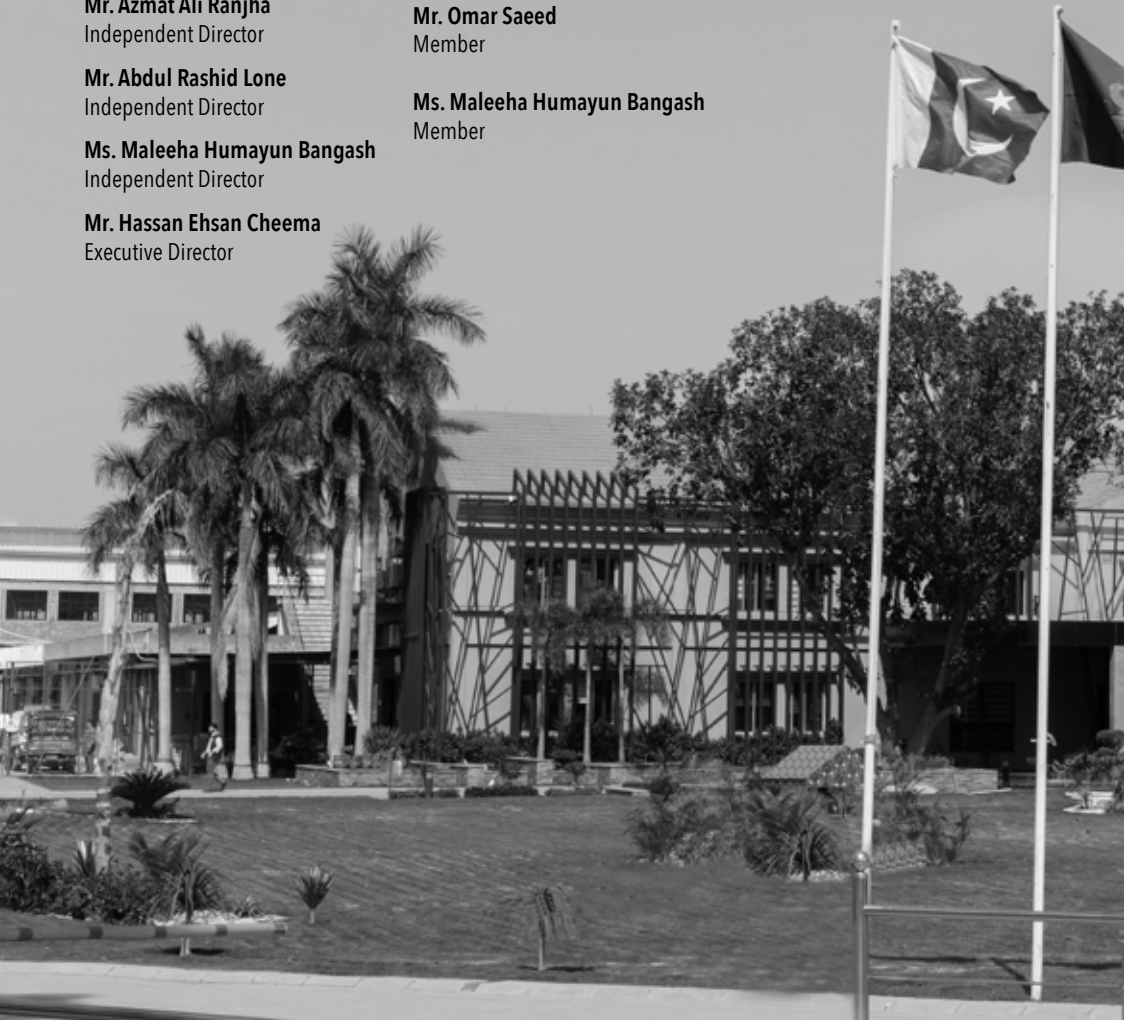 Mr. Azmat Ali Ranjha
Independent Director
Mr. Abdul Rashid Lone
Independent Director
Ms. Maleeha Humayun Bangash
Independent Director
Mr. Hassan Ehsan Cheema
Executive Director
Mr. Omar Saeed
Member
Ms. Maleeha Humayun Bangash
Member